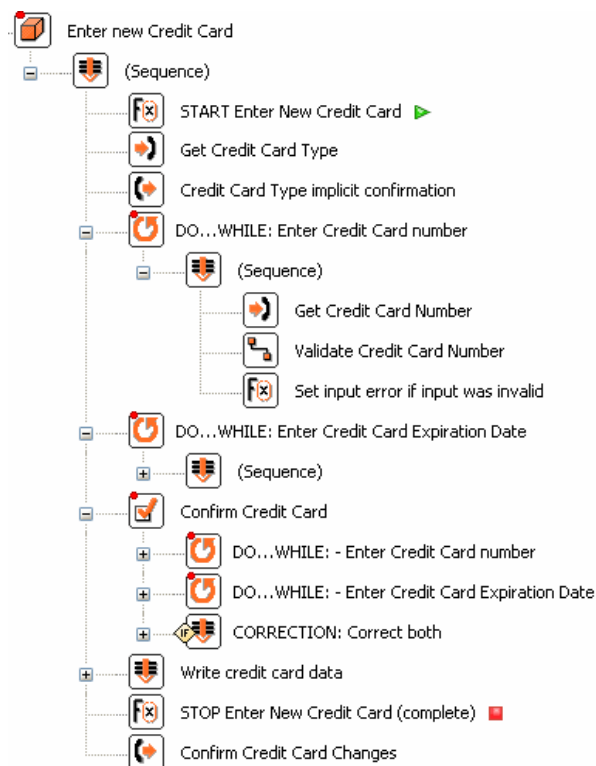 Enter new Credit Card
(Sequence)
F(x) START Enter New Credit Card
Get Credit Card Type
Credit Card Type implicit confirmation
DO...WHILE: Enter Credit Card number
(Sequence)
Get Credit Card Number
Validate Credit Card Number
F(x) Set input error if input was invalid
DO...WHILE: Enter Credit Card Expiration Date
(Sequence)
Confirm Credit Card
DO...WHILE: - Enter Credit Card number
DO...WHILE: - Enter Credit Card Expiration Date
IF CORRECTION: Correct both
Write credit card data
F(x) STOP Enter New Credit Card (complete)
Confirm Credit Card Changes